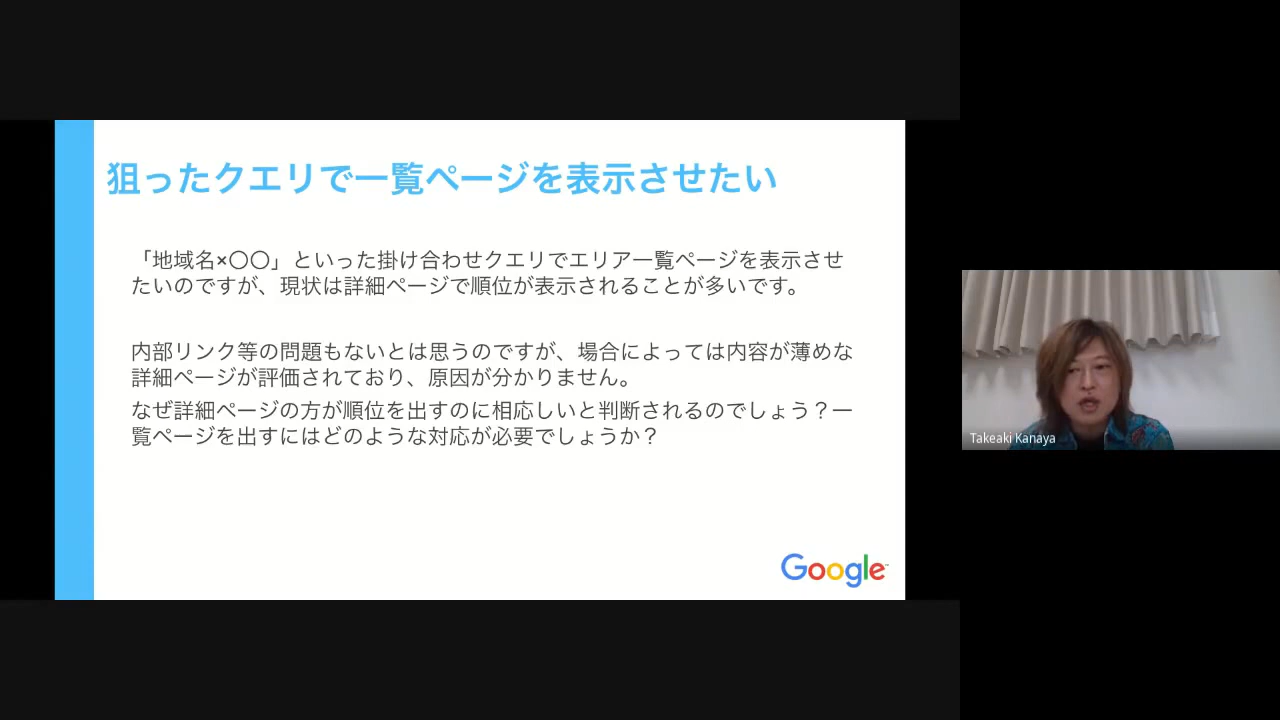 狙ったクエリで一覧ページを表示させたい
「地域名×〇〇」といった掛け合わせクエリでエリア一覧ページを表示させ
たいのですが、現状は詳細ページで順位が表示されることが多いです。
内部リンク等の問題もないとは思うのですが、場合によっては内容が薄めな
詳細ページが評価されており、原因が分かりません。
なぜ詳細ページの方が順位を出すのに相応しいと判断されるのでしょう？一
覧ページを出すにはどのような対応が必要でしょうか？
Google
Takeaki Kanaya